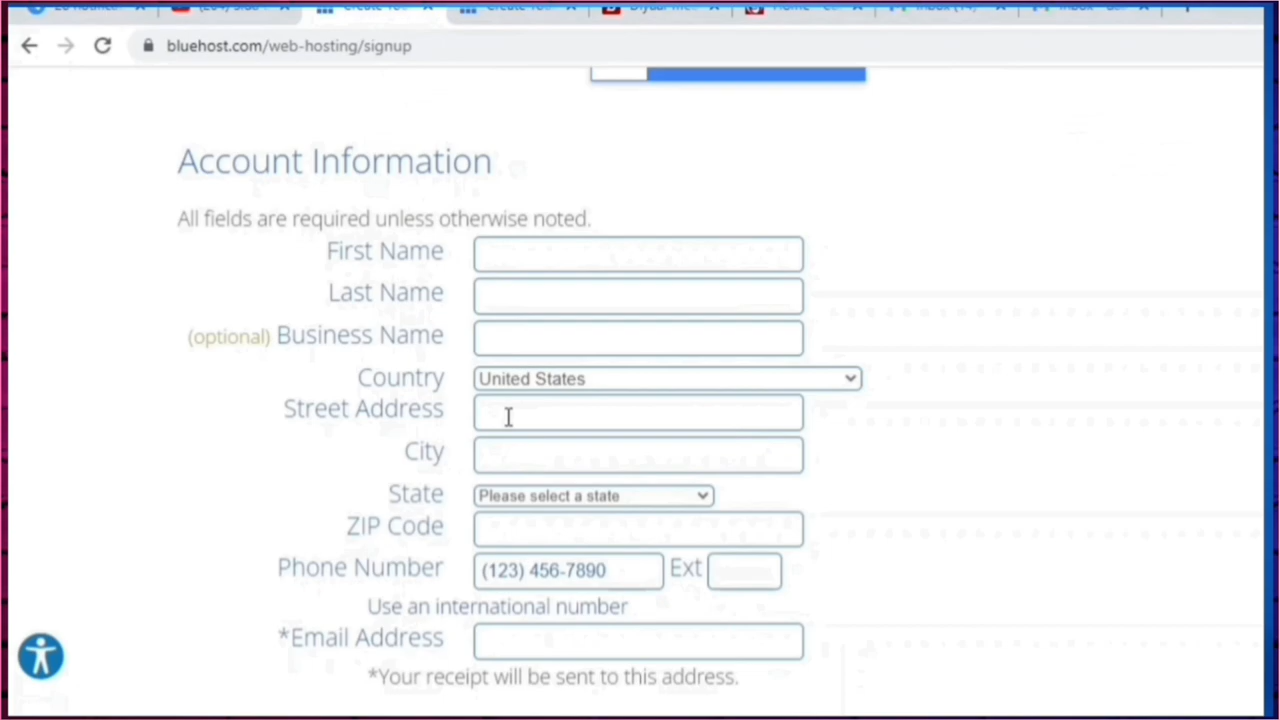 bluehost.com/web-hosting/signup
Account Information
All fields are required unless otherwise noted.
First Name
Last Name
(optional) Business Name
Country United States
Street Address
City
State Please select a state
ZIP Code
Phone Number (123) 456-7890 Ext
Use an international number
*Email Address
*Your receipt will be sent to this address.